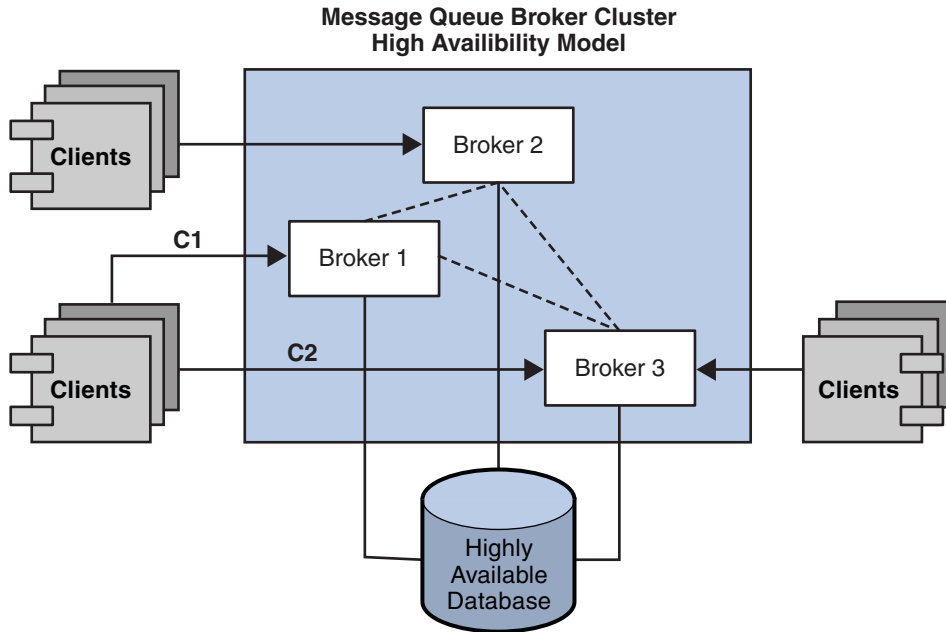 Message Queue Broker Cluster
High Availibility Model
Clients
Broker 2
C1
Broker 1
Clients
C2
Broker 3
Clients
Highly
Available
Database